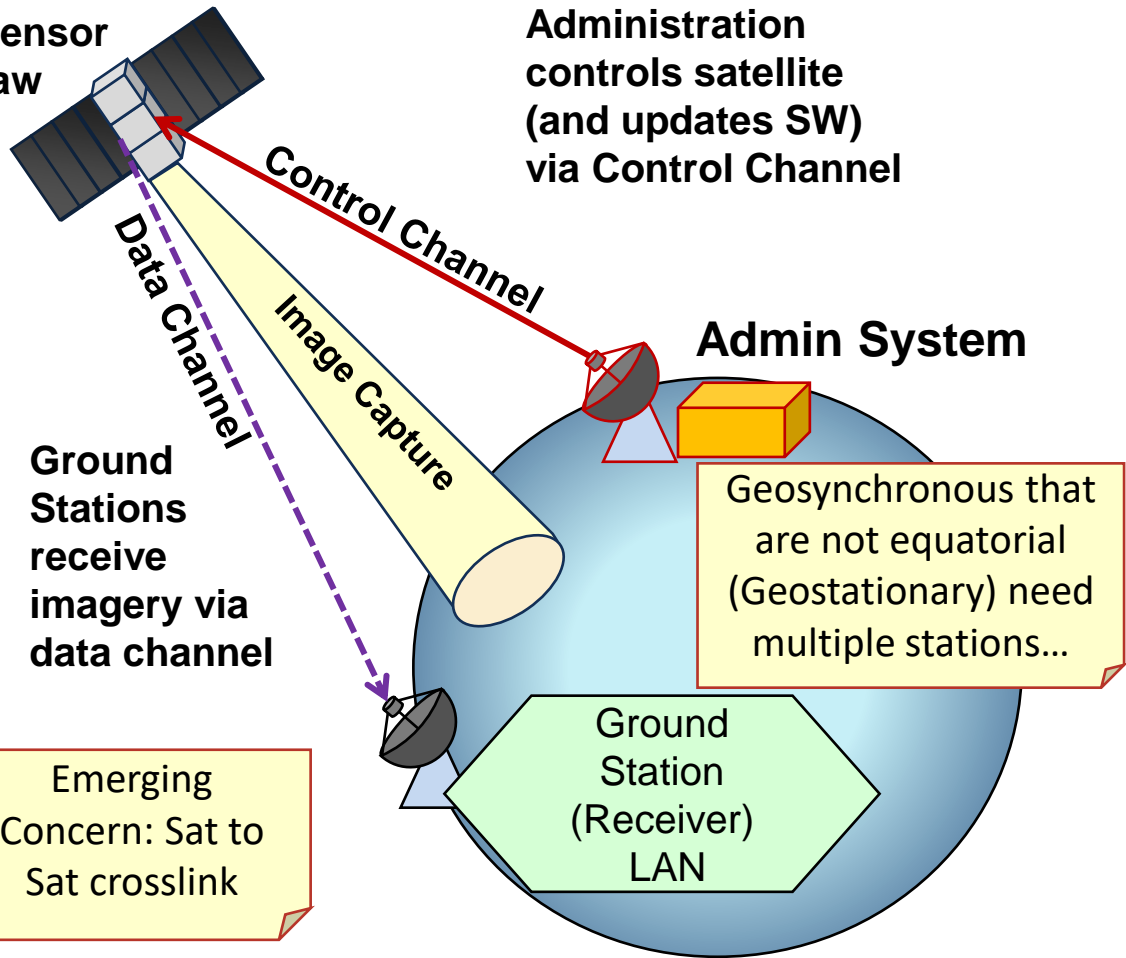 ensor
aw
Administration
controls satellite
(and updates SW)
via Control Channel
Control Channel
Data Channel
Image Capture
Admin System
Ground
Stations
receive
imagery via
data channel
Geosynchronous that
are not equatorial
(Geostationary) need
multiple stations…
Ground
Station
(Receiver)
LAN
Emerging
Concern: Sat to
Sat crosslink